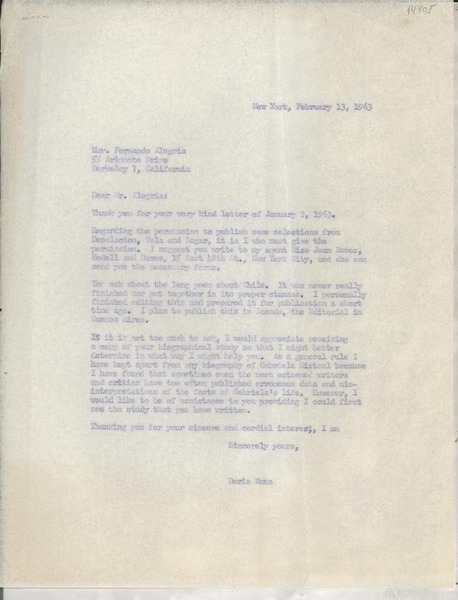 14405
New York, February 13, 1963
Mr. Fernando Alegria
55 Arlmonte Drive
Berkeley 7, California
Dear Mr. Alegria:
Thank you for your very kind letter of January 2, 1963.
Regarding the permission to publish some selections from
Desolacion, Tala and Lagar, it is I who must give the
permission. I suggest you write to my agent Miss Joan Daves,
Rodell and Daves, 15 East 48th St., New York City, and she can
send you the necessary forms.
You ask about the long poem about Chile. It was never really
finished nor put together in its proper stanzas. I personally
finished editing this and prepared it for publication a short
time ago. I plan to publish this in Losada, the Editorial in
Buenos Aires.
If it is not too much to ask, I would appreciate receiving
a copy of your biographical study so that I might better
determine in what way I might help you. As a general rule I
have kept apart from any biography of Gabriela Mistral because
I have found that sometimes even the most esteemed writers
and critics have too often published erroneous data and mis-
interpretations of the facts of Gabriela's life. However, I
would like to be of assistance to you providing I could first
see the study that you have written.
Thanking you for your sincere and cordial interest, I am
Sincerely yours,
Doris Dana